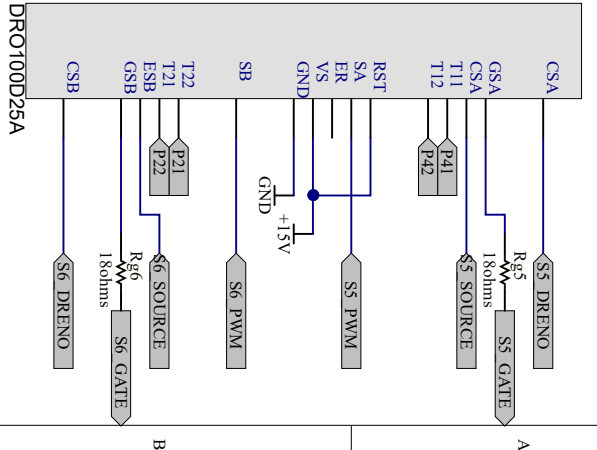 DRO100D25A
CSA
GSA
CSA
T11
T12
RST
SA
ER
VS
GND
SB
T22
T21
ESB
GSB
CSB
P41
P42
P21
P22
GND
+15V
Rg5
18ohms
Rg6
18ohms
S5_DRENO
S5_GATE
S5_SOURCE
S5_PWM
S6_PWM
S6_SOURCE
S6_GATE
S6_DRENO
A
B